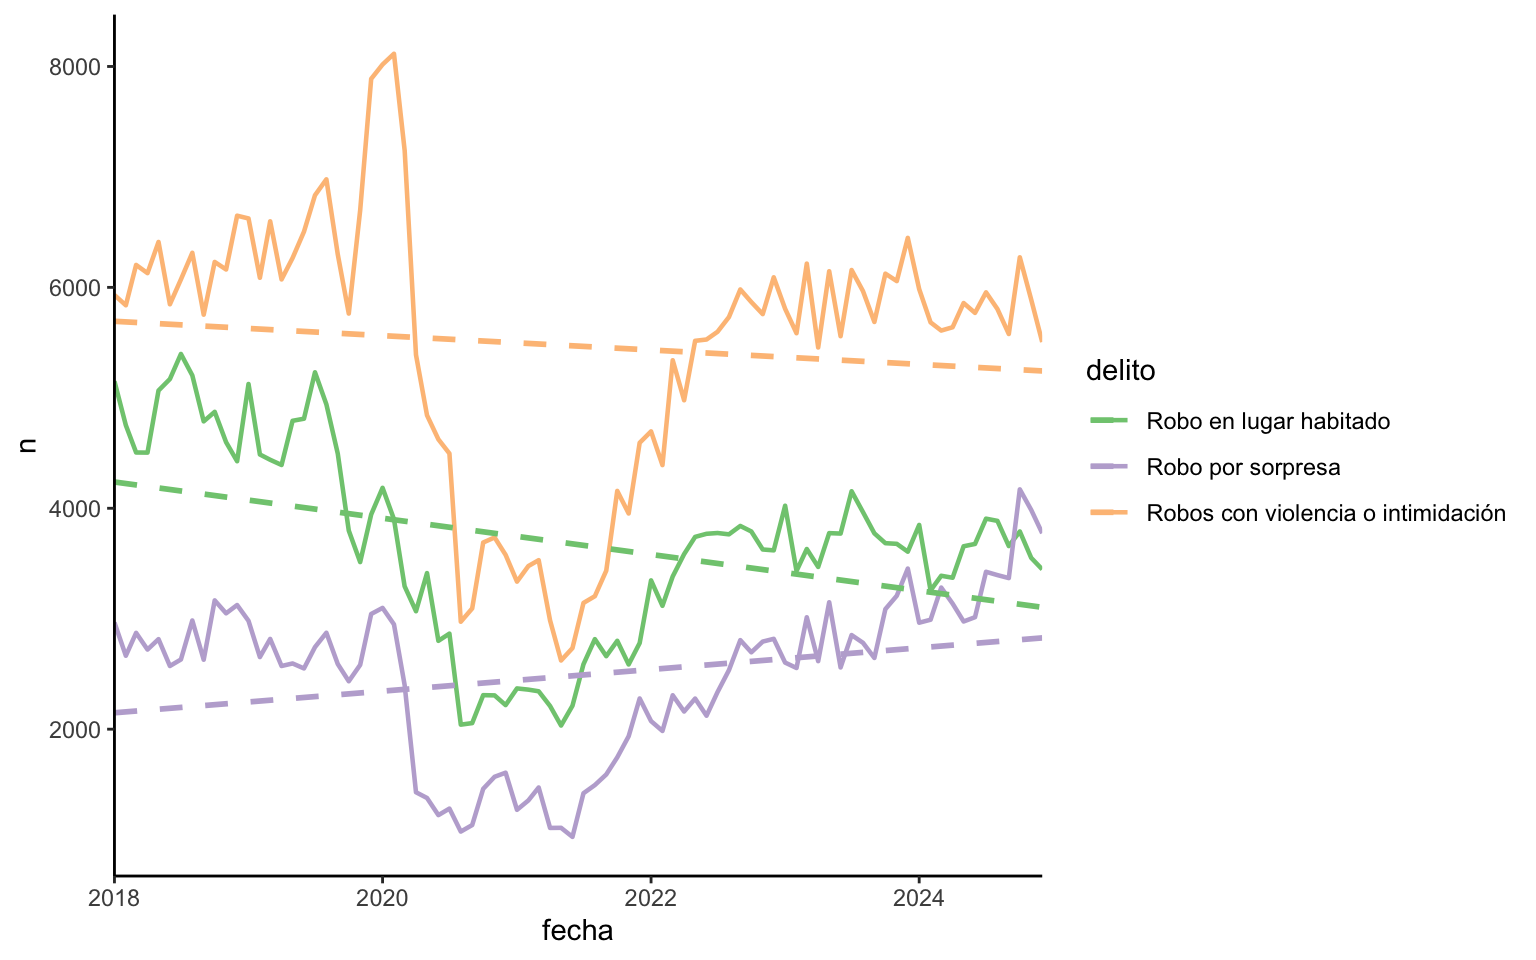 8000
6000
4000
2000
n
2018 2020 2022 2024
fecha
delito
Robo en lugar habitado
Robo por sorpresa
Robos con violencia o intimidación